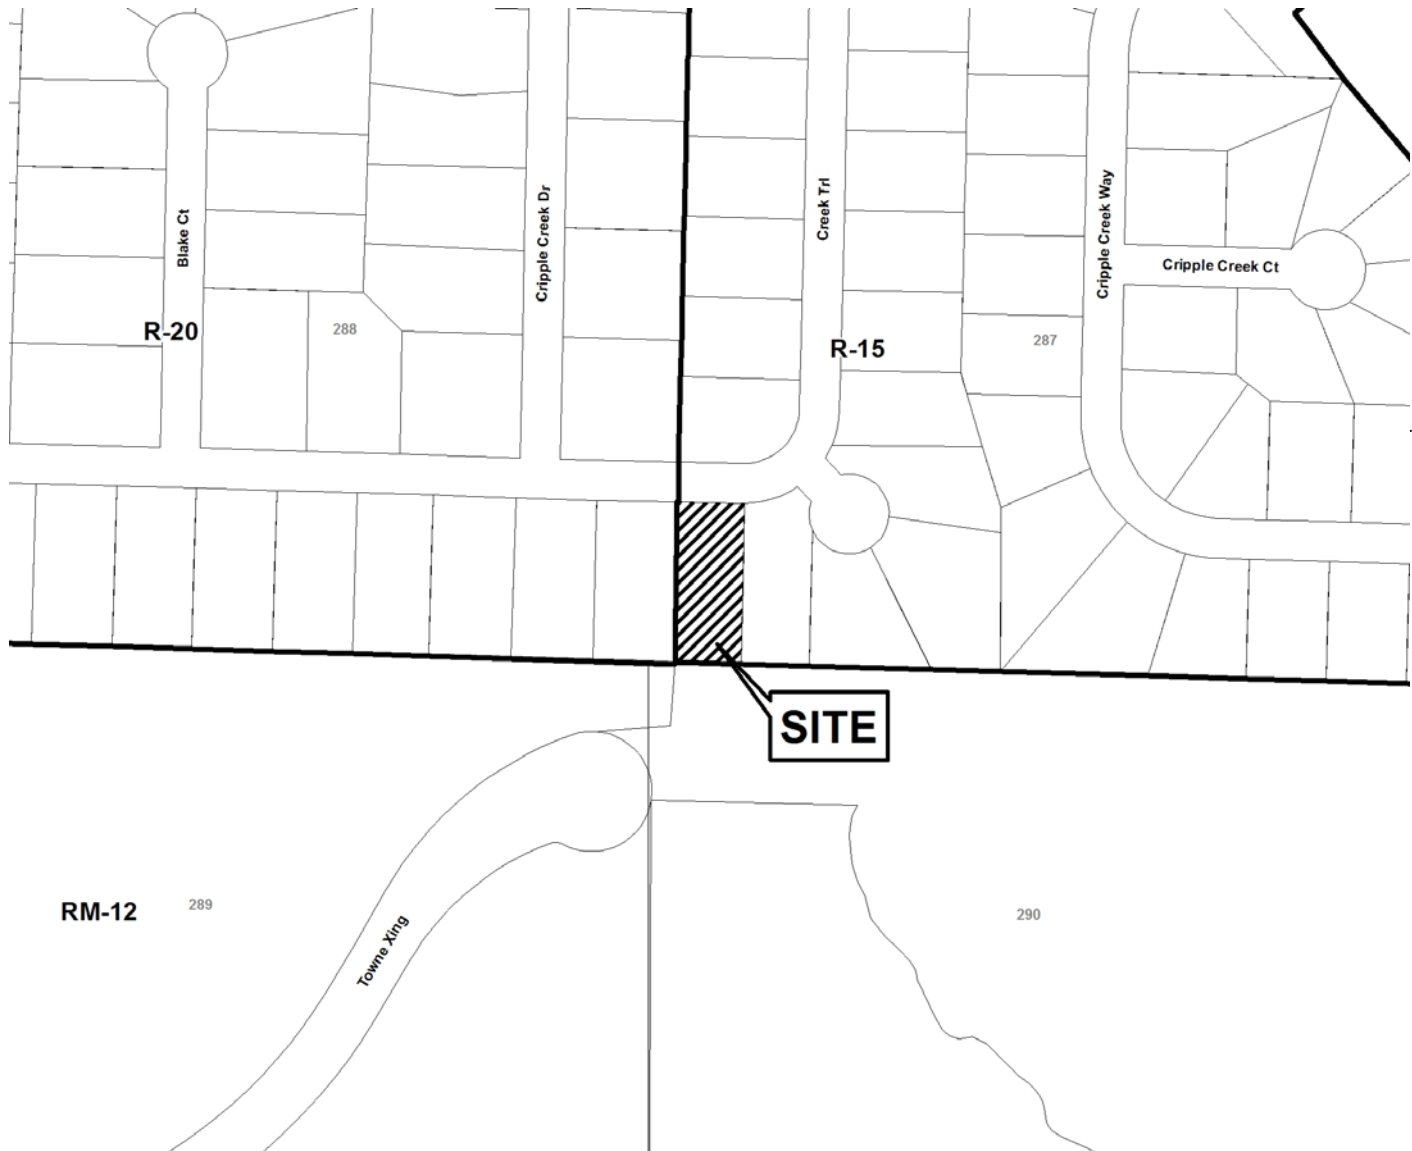 Blake Ct
Cripple Creek Dr
Creek Trl
Cripple Creek Way
Cripple Creek Ct
R-20
288
R-15
287
SITE
RM-12
289
290
Towne Xing